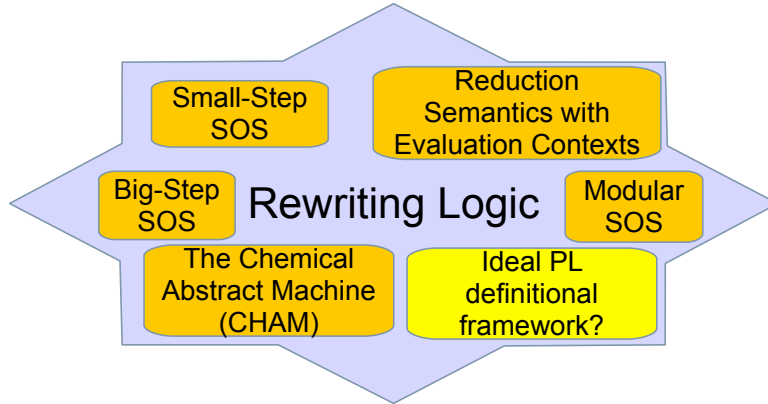 Small-Step
SOS
Reduction
Semantics with
Evaluation Contexts
Big-Step
SOS
Rewriting Logic
Modular
SOS
The Chemical
Abstract Machine
(CHAM)
Ideal PL
definitional
framework?